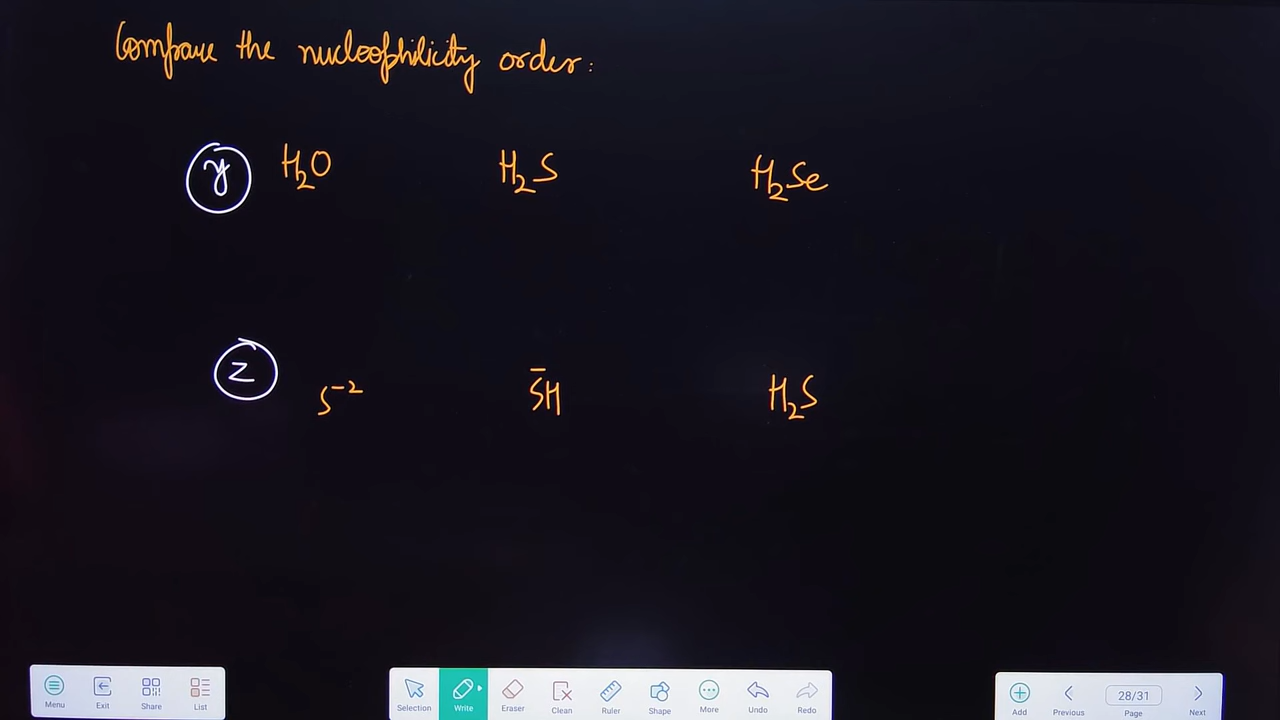 Compare the nucleophilicity order:
y H₂O H₂S H₂Se
Z S⁻² S̄H H₂S
Menu Exit Share List Selection Write Eraser Clean Ruler Shape More Undo Redo Add Previous 28/31 Page Next